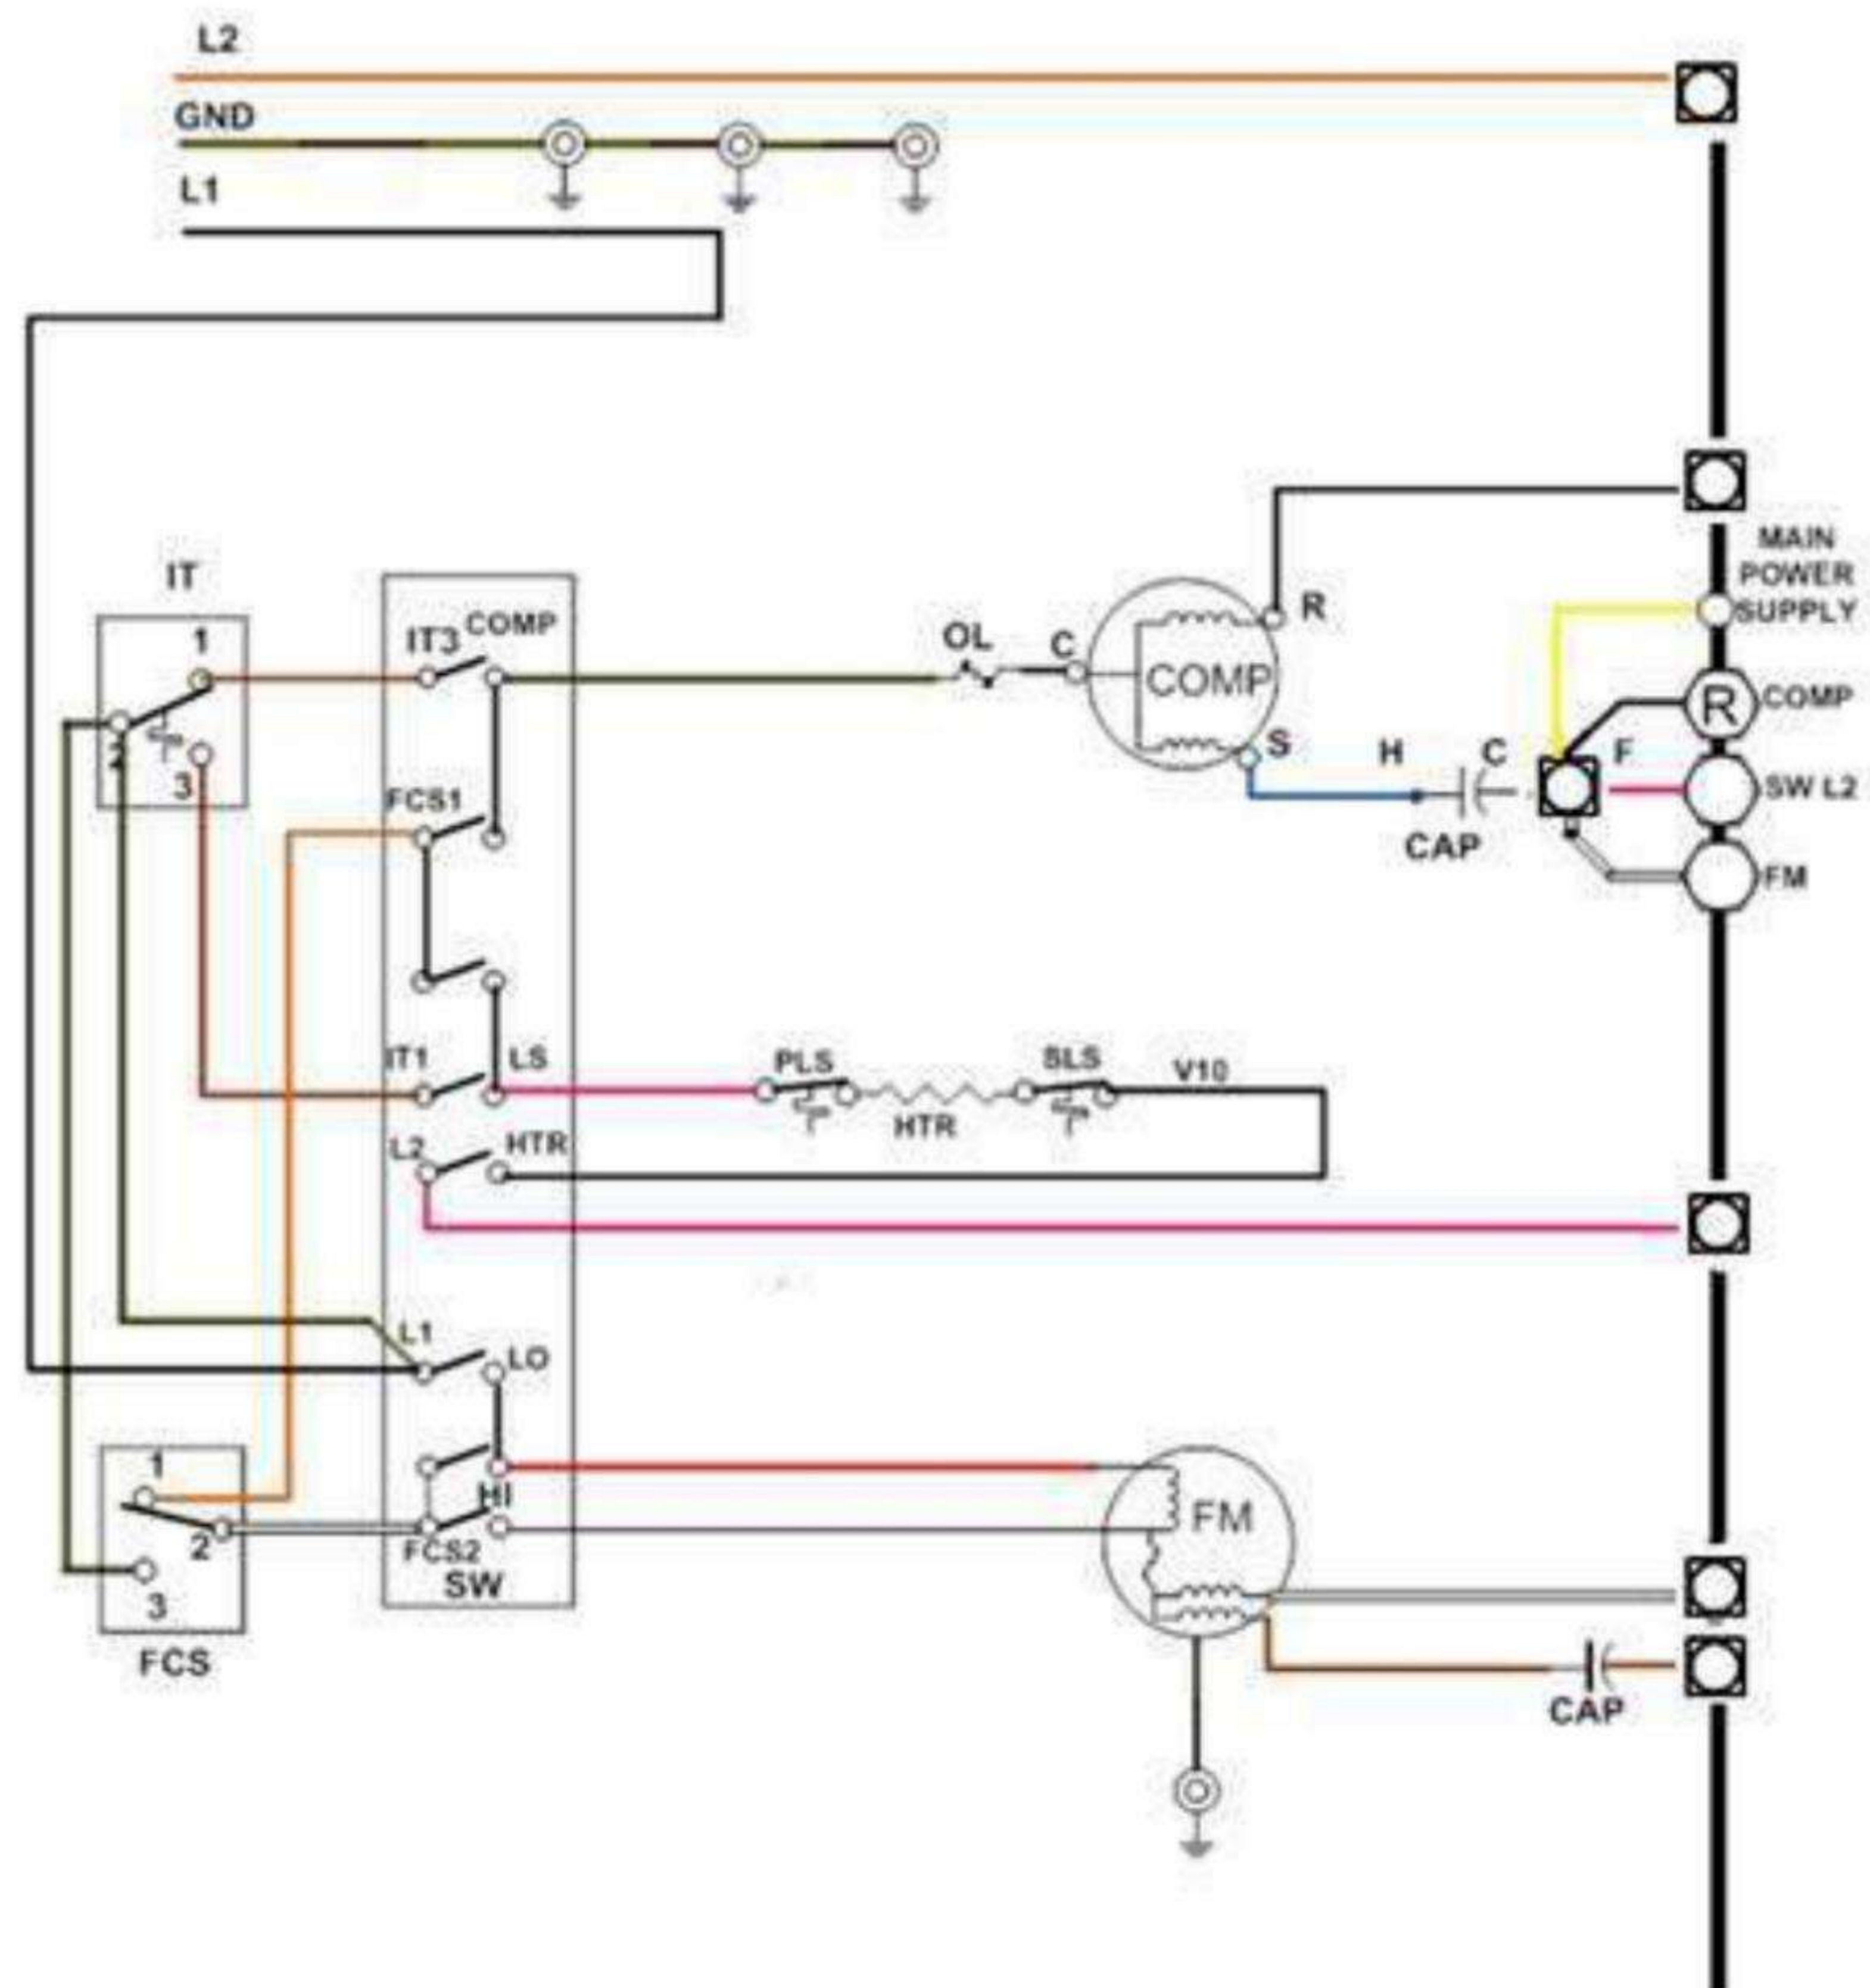 L2
GND
L1
IT
1
2
3
IT3
COMP
FCS1
IT1
LS
L2
HTR
L1
LO
HI
FCS2
SW
1
2
3
FCS
OL
C
COMP
R
S
H
C
F
CAP
MAIN
POWER
SUPPLY
R
COMP
SW L2
FM
PLS
HTR
SLS
V10
FM
CAP